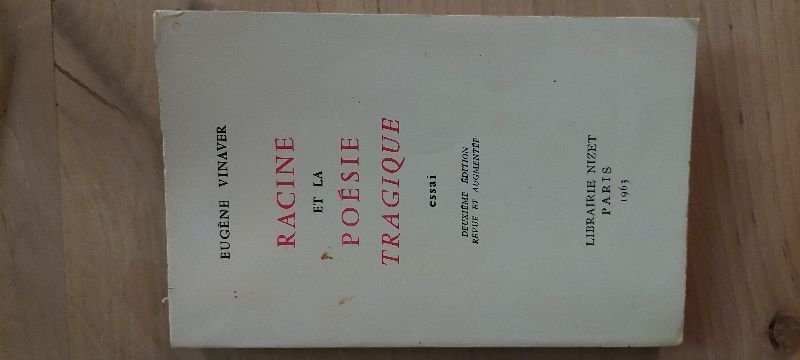 EUGÈNE VINAVER
RACINE
ET LA
POÉSIE
TRAGIQUE
essai
DEUXIÈME ÉDITION
REVUE ET AUGMENTÉE
LIBRAIRIE NIZET
PARIS
1963